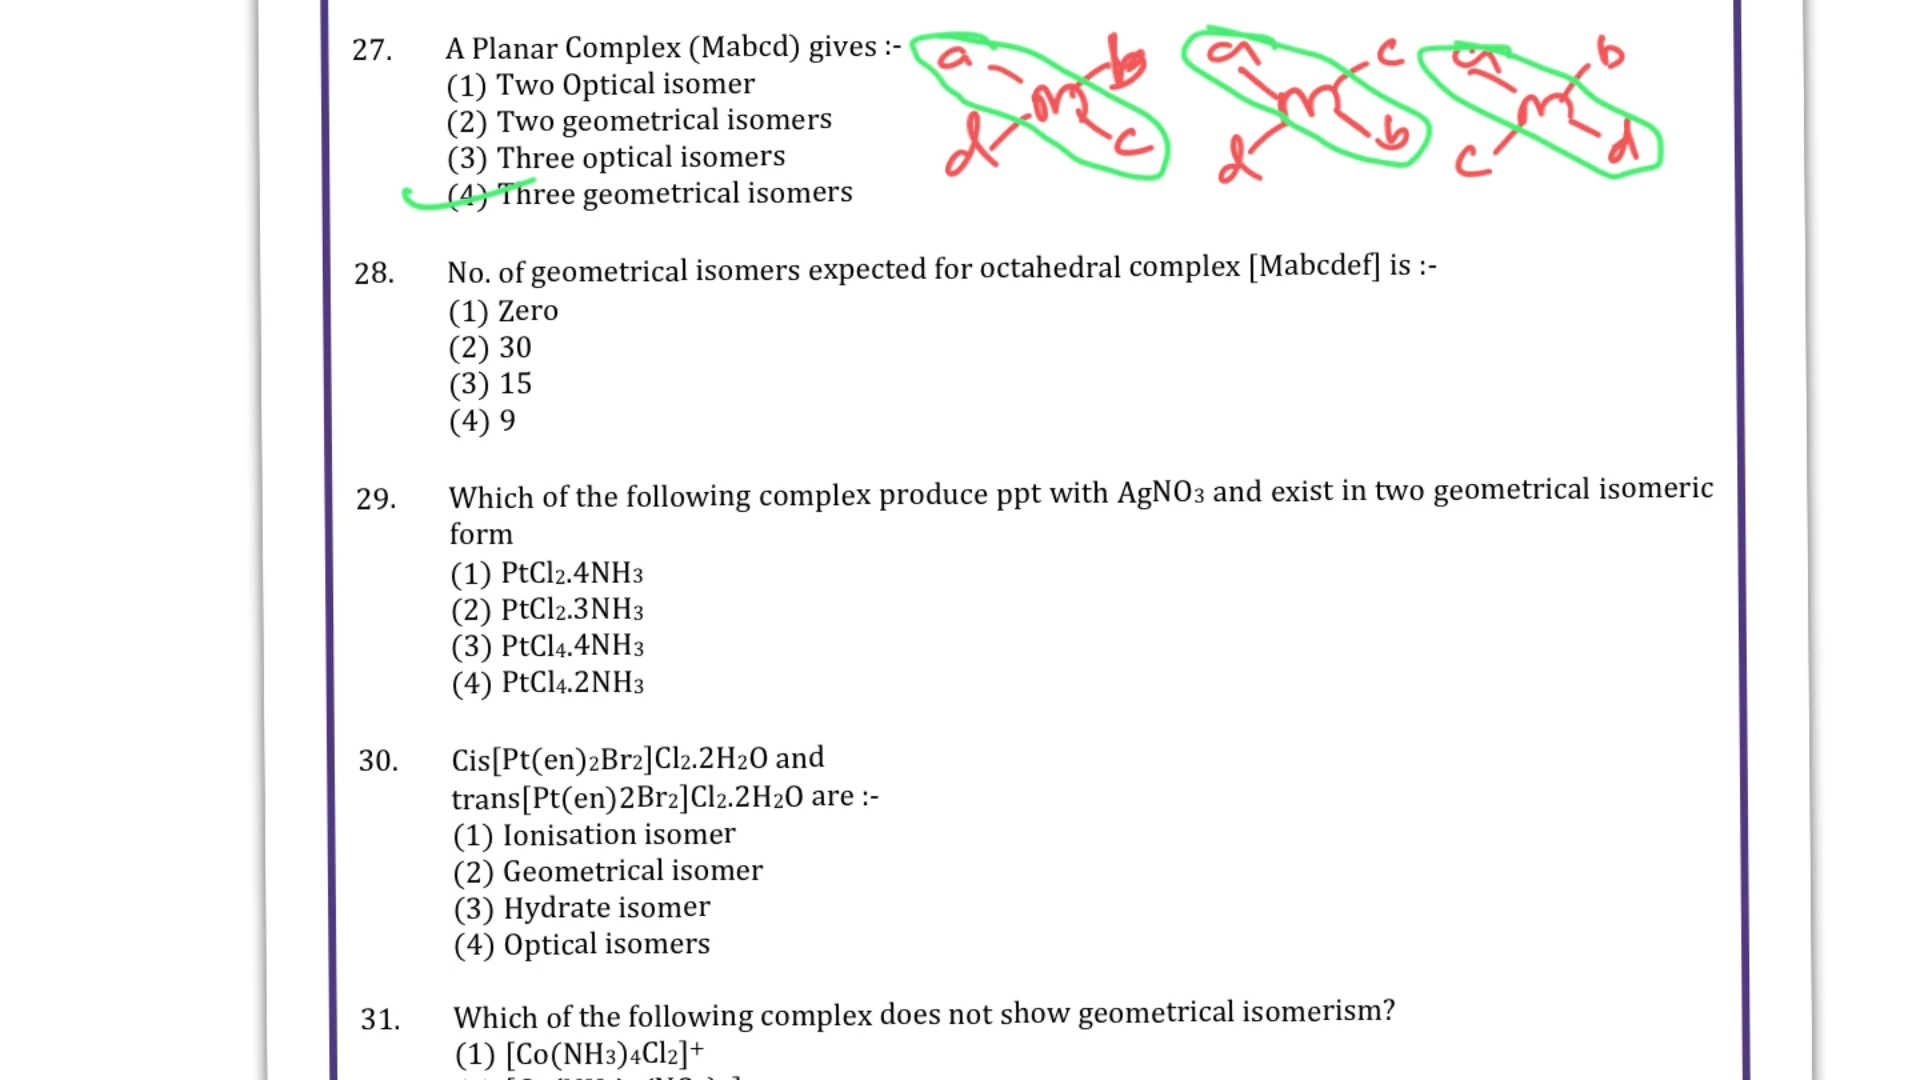 27. A Planar Complex (Mabcd) gives :-
(1) Two Optical isomer
(2) Two geometrical isomers
(3) Three optical isomers
(4) Three geometrical isomers
a b
m
d c
a c
m
d b
a b
m
c d
28. No. of geometrical isomers expected for octahedral complex [Mabcdef] is :-
(1) Zero
(2) 30
(3) 15
(4) 9
29. Which of the following complex produce ppt with AgNO3 and exist in two geometrical isomeric
form
(1) PtCl2.4NH3
(2) PtCl2.3NH3
(3) PtCl4.4NH3
(4) PtCl4.2NH3
30. Cis[Pt(en)2Br2]Cl2.2H2O and
trans[Pt(en)2Br2]Cl2.2H2O are :-
(1) Ionisation isomer
(2) Geometrical isomer
(3) Hydrate isomer
(4) Optical isomers
31. Which of the following complex does not show geometrical isomerism?
(1) [Co(NH3)4Cl2]+